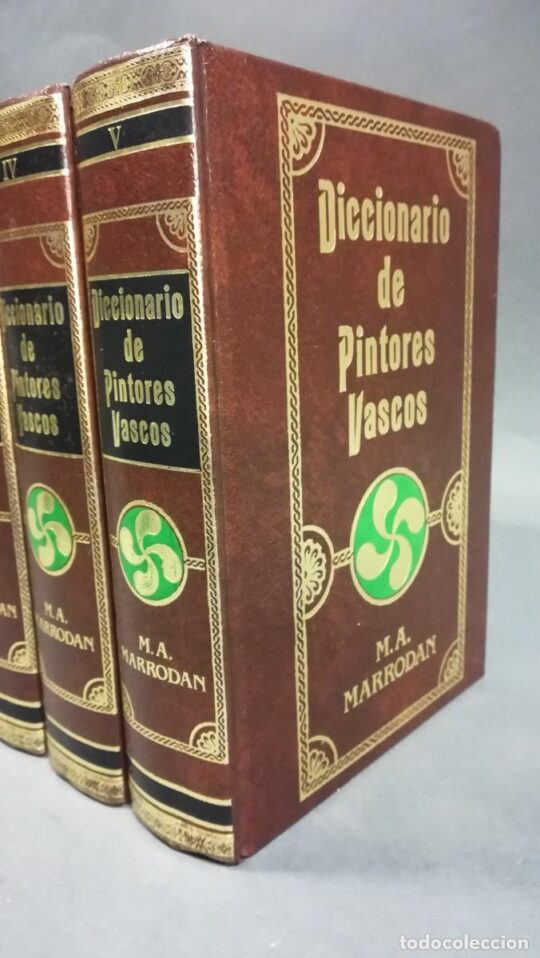 IV
Diccionario
de
Pintores
Vascos
M. A.
MARRODAN
V
Diccionario
de
Pintores
Vascos
M. A.
MARRODAN
Diccionario
de
Pintores
Vascos
M. A.
MARRODAN
todocoleccion